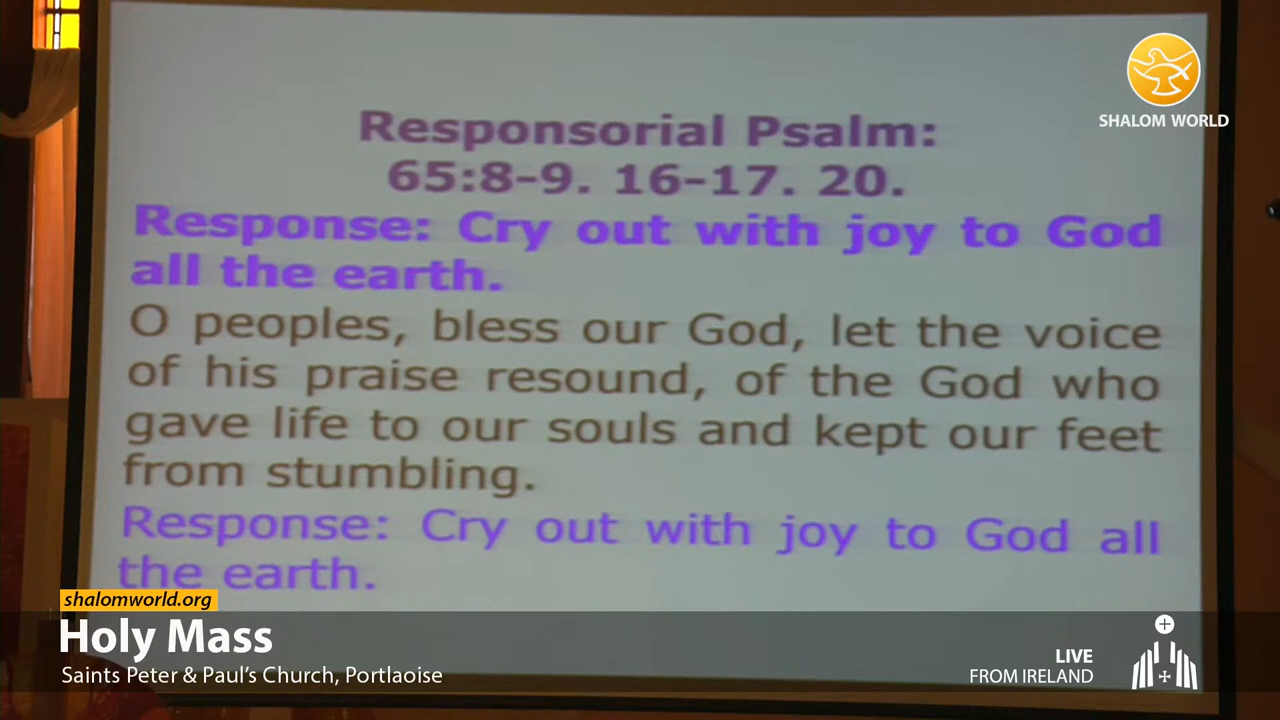 SHALOM WORLD
Responsorial Psalm:
65:8-9. 16-17. 20.
Response: Cry out with joy to God
all the earth.
O peoples, bless our God, let the voice
of his praise resound, of the God who
gave life to our souls and kept our feet
from stumbling.
Response: Cry out with joy to God all
the earth.
shalomworld.org
Holy Mass
Saints Peter & Paul's Church, Portlaoise
LIVE
FROM IRELAND